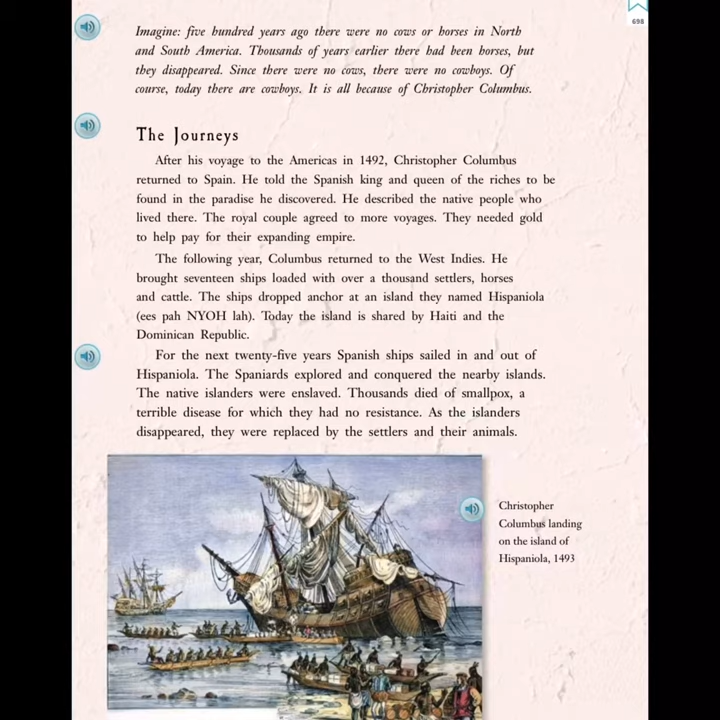 698
Imagine: five hundred years ago there were no cows or horses in North
and South America. Thousands of years earlier there had been horses, but
they disappeared. Since there were no cows, there were no cowboys. Of
course, today there are cowboys. It is all because of Christopher Columbus.
The Journeys
After his voyage to the Americas in 1492, Christopher Columbus
returned to Spain. He told the Spanish king and queen of the riches to be
found in the paradise he discovered. He described the native people who
lived there. The royal couple agreed to more voyages. They needed gold
to help pay for their expanding empire.
The following year, Columbus returned to the West Indies. He
brought seventeen ships loaded with over a thousand settlers, horses
and cattle. The ships dropped anchor at an island they named Hispaniola
(ees pah NYOH lah). Today the island is shared by Haiti and the
Dominican Republic.
For the next twenty-five years Spanish ships sailed in and out of
Hispaniola. The Spaniards explored and conquered the nearby islands.
The native islanders were enslaved. Thousands died of smallpox, a
terrible disease for which they had no resistance. As the islanders
disappeared, they were replaced by the settlers and their animals.
Christopher
Columbus landing
on the island of
Hispaniola, 1493